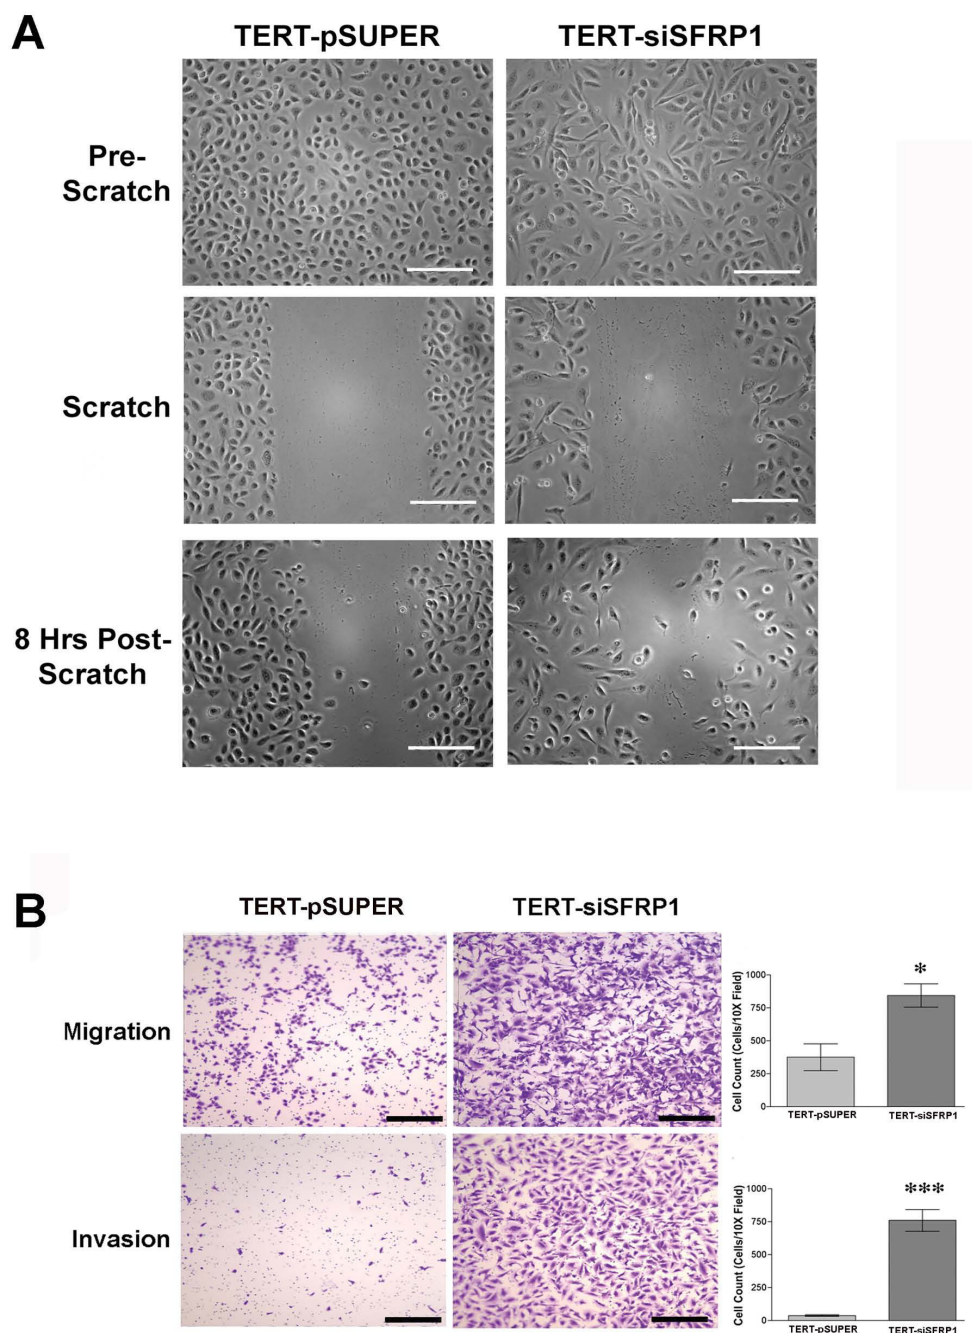 A
TERT-pSUPER TERT-siSFRP1
Pre-
Scratch
Scratch
8 Hrs Post-
Scratch
B
TERT-pSUPER TERT-siSFRP1
Migration
Cell Count (Cells/10X Field)
1000
750
500
250
0
*
TERT-pSUPER TERT-siSFRP1
Invasion
Cell Count (Cells/10X Field)
1000
750
500
250
0
***
TERT-pSUPER TERT-siSFRP1